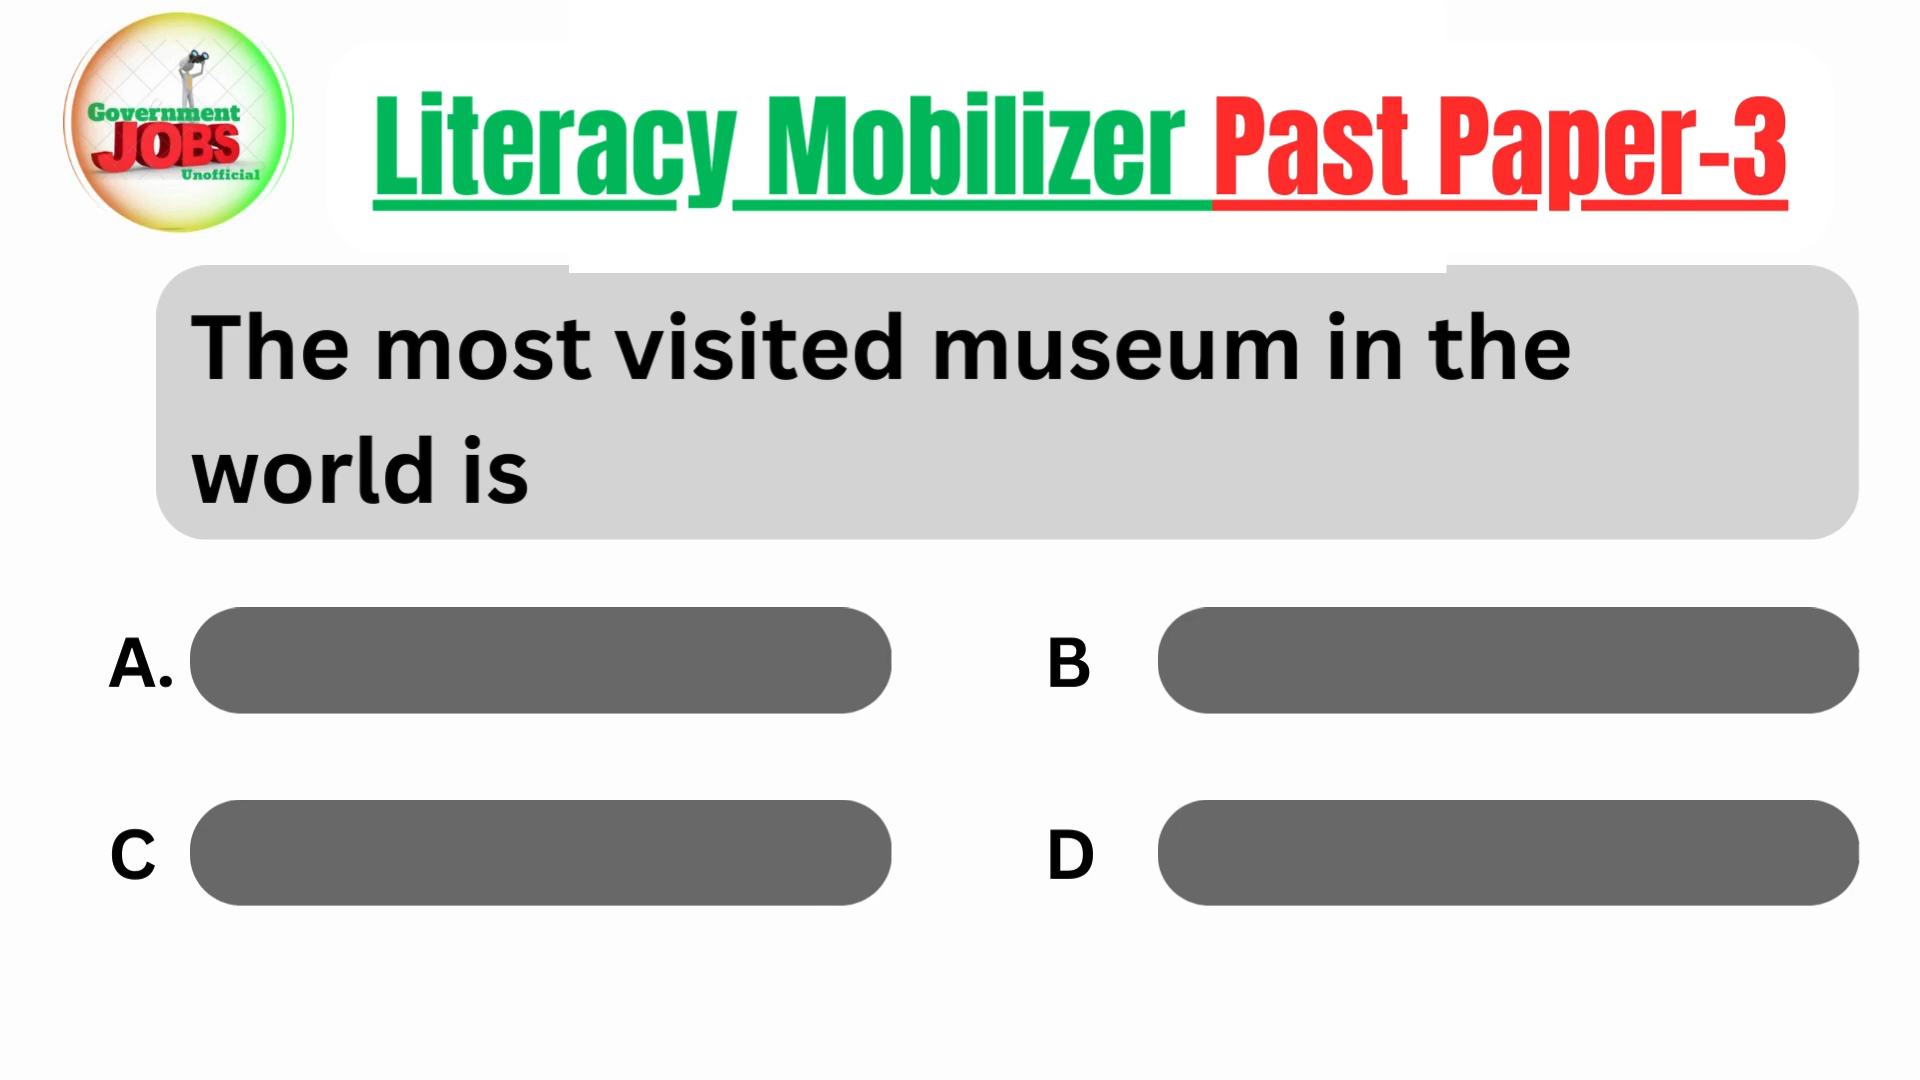 Government
JOBS
Unofficial
Literacy Mobilizer Past Paper-3
The most visited museum in the
world is
A.
B
C
D